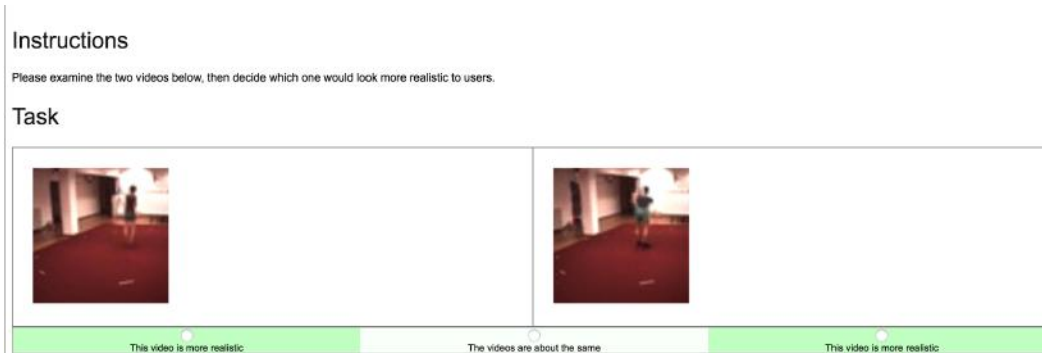 Instructions
Please examine the two videos below, then decide which one would look more realistic to users.
Task
This video is more realistic
The videos are about the same
This video is more realistic